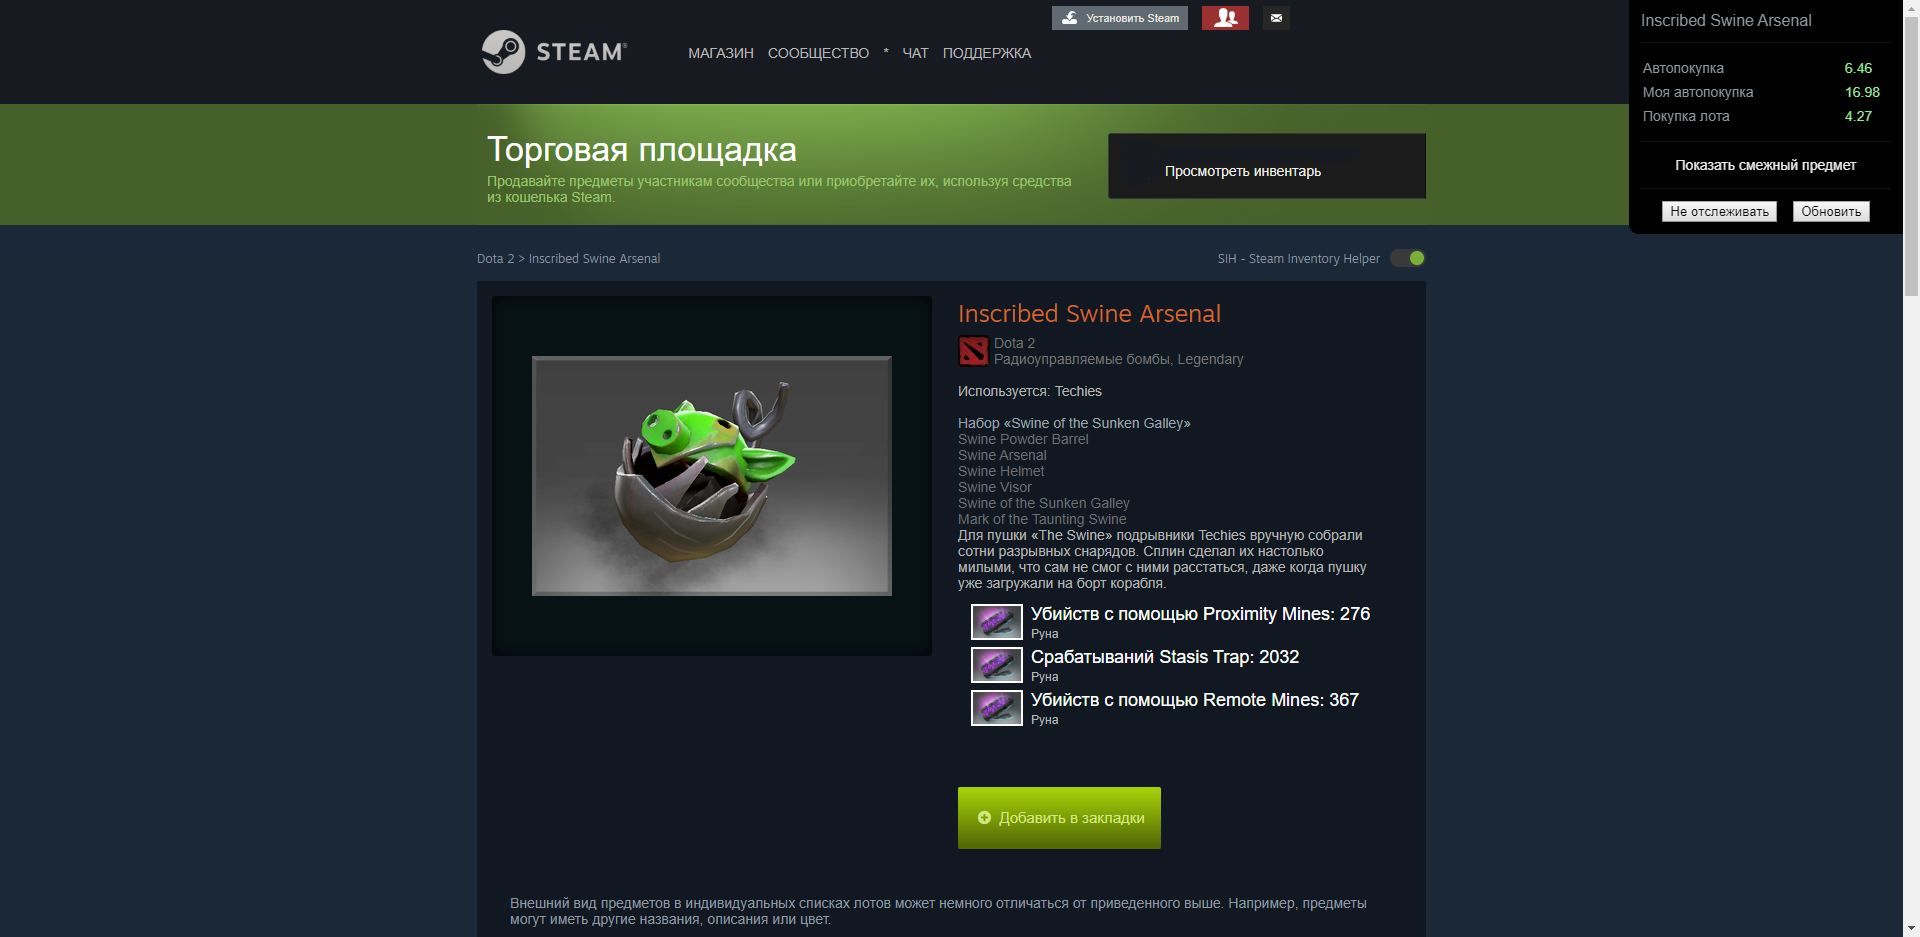 Установить Steam
STEAM®
МАГАЗИН СООБЩЕСТВО * ЧАТ ПОДДЕРЖКА
Inscribed Swine Arsenal
Автопокупка 6.46
Моя автопокупка 16.98
Покупка лота 4.27
Показать смежный предмет
Не отслеживать Обновить
Торговая площадка
Продавайте предметы участникам сообщества или приобретайте их, используя средства
из кошелька Steam.
Просмотреть инвентарь
Dota 2 > Inscribed Swine Arsenal
SIH - Steam Inventory Helper
Inscribed Swine Arsenal
Dota 2
Радиоуправляемые бомбы, Legendary
Используется: Techies
Набор «Swine of the Sunken Galley»
Swine Powder Barrel
Swine Arsenal
Swine Helmet
Swine Visor
Swine of the Sunken Galley
Mark of the Taunting Swine
Для пушки «The Swine» подрывники Techies вручную собрали
сотни разрывных снарядов. Сплин сделал их настолько
милыми, что сам не смог с ними расстаться, даже когда пушку
уже загружали на борт корабля.
Убийств с помощью Proximity Mines: 276
Руна
Срабатываний Stasis Trap: 2032
Руна
Убийств с помощью Remote Mines: 367
Руна
Добавить в закладки
Внешний вид предметов в индивидуальных списках лотов может немного отличаться от приведенного выше. Например, предметы
могут иметь другие названия, описания или цвет.